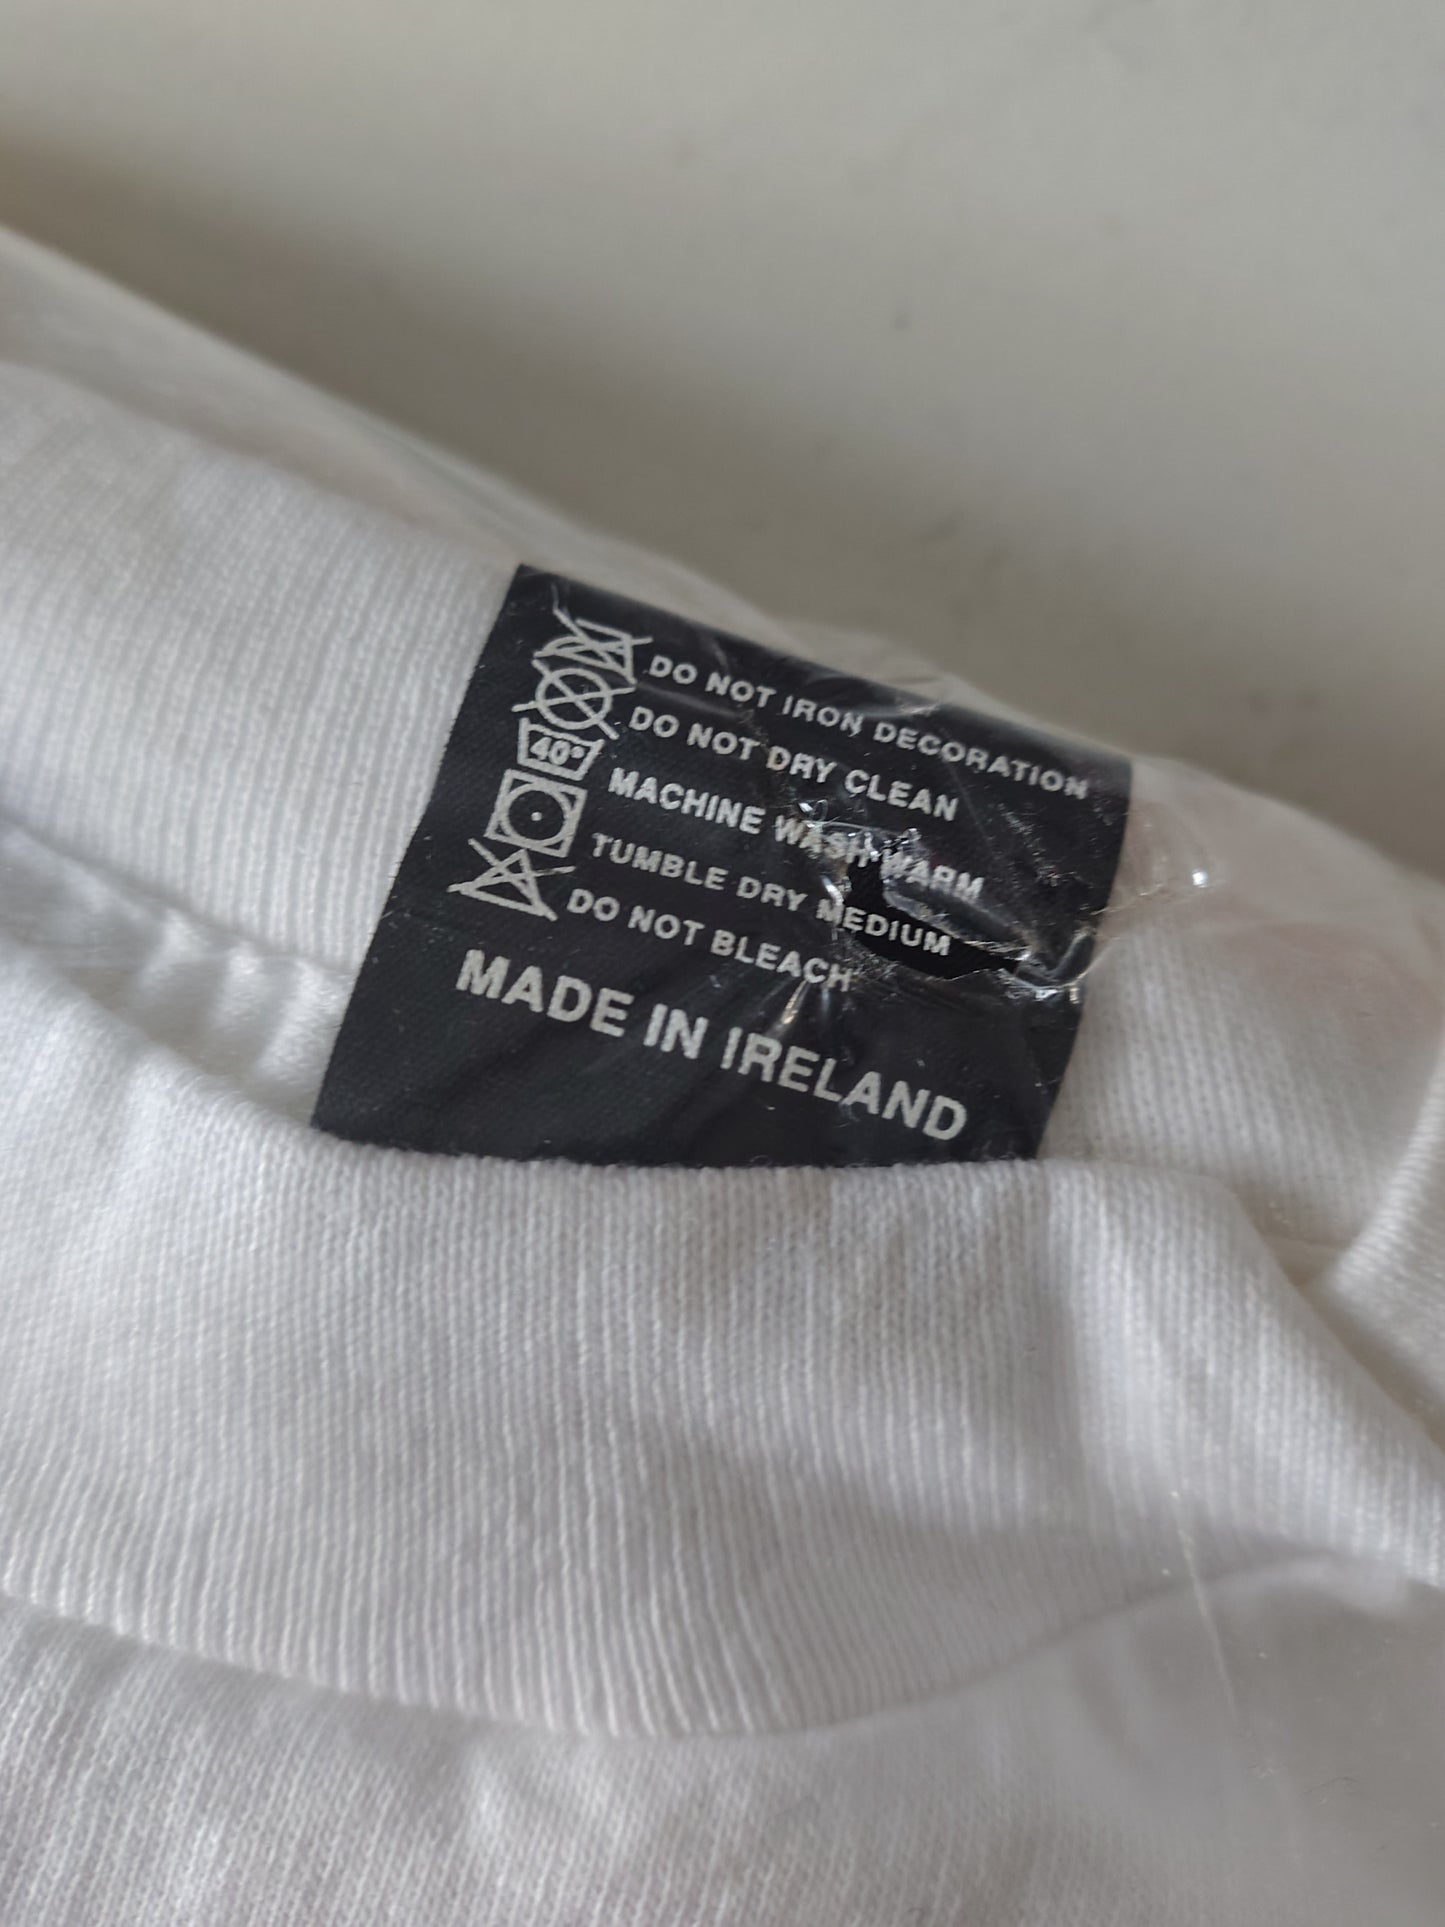 DO NOT IRON DECORATION
DO NOT DRY CLEAN
40° MACHINE WASH WARM
TUMBLE DRY MEDIUM
DO NOT BLEACH
MADE IN IRELAND